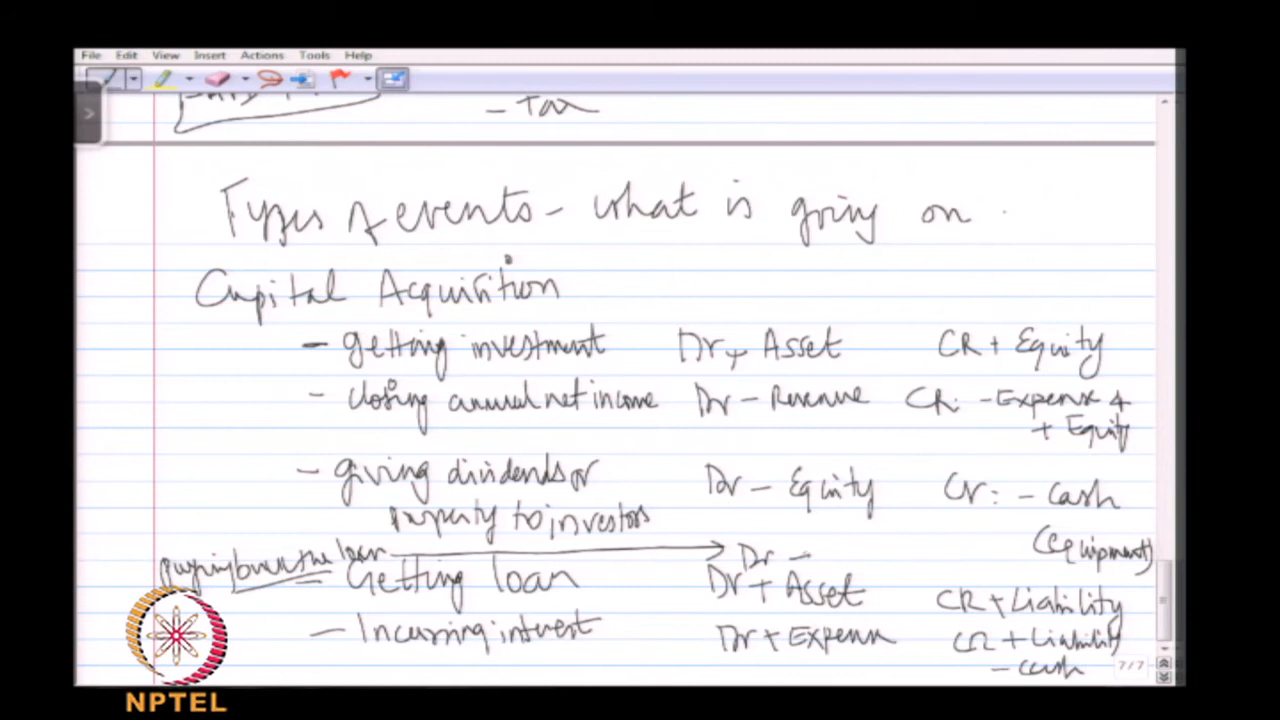 File Edit View Insert Actions Tools Help
- Tax
Types of events - what is going on
Capital Acquisition
- getting investment Dr + Asset CR + Equity
- closing annual net income Dr - Revenue CR: - Expense +
+ Equity
- giving dividends or Dr - Equity Cr: - Cash
property to investors (equipment)
paying back the loan Dr -
Getting loan Dr + Asset CR + Liability
- Incurring interest Dr + Expense CR + Liability
- cash
7/7
NPTEL